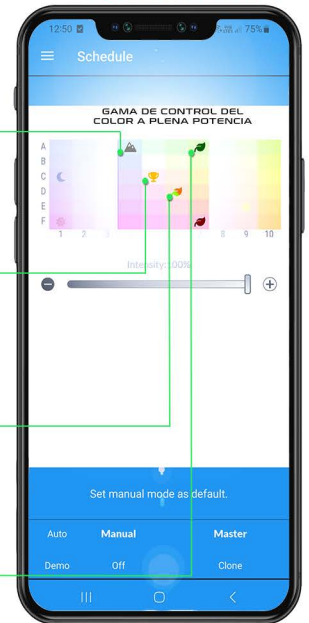 12:50 75%
Schedule
GAMA DE CONTROL DEL
COLOR A PLENA POTENCIA
A
B
C
D
E
F
1 2 3 8 9 10
Intensity: 100%
Set manual mode as default.
Auto Manual Master
Demo Off Clone